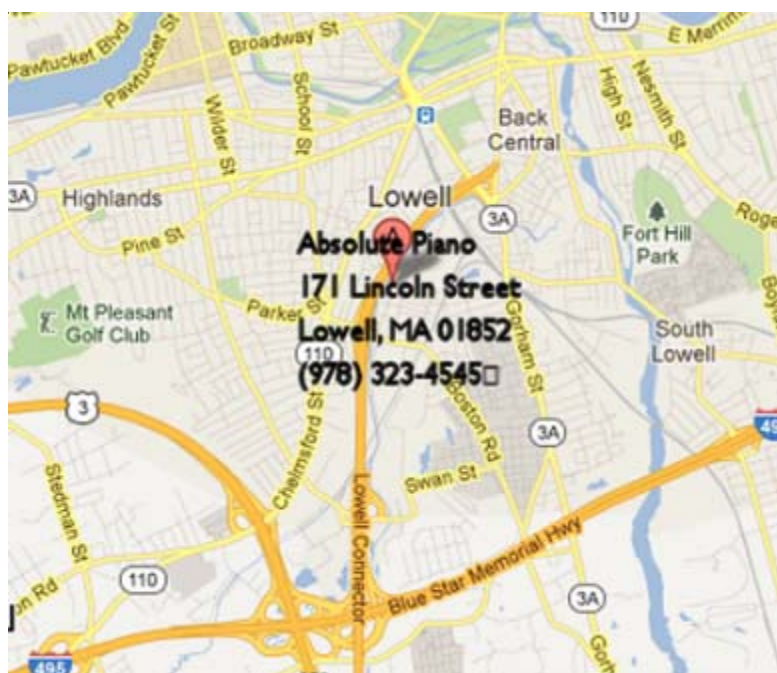 110
E Merrim
Pawtucket Blvd
Pawtucket St
Broadway St
School St
Wilder St
High St
Nesmith St
Back
Central
3A
Highlands
Lowell
3A
Pine St
Fort Hill
Park
Roge
Absolute Piano
171 Lincoln Street
Lowell, MA 01852
(978) 323-4545
Mt Pleasant
Golf Club
Parker St
110
Gorham St
South
Lowell
3
Boston Rd
3A
49
Chelmsford St
Stedman St
Swan St
Lowell Connector
Blue Star Memorial Hwy
on Rd
110
3A
495
Gorh